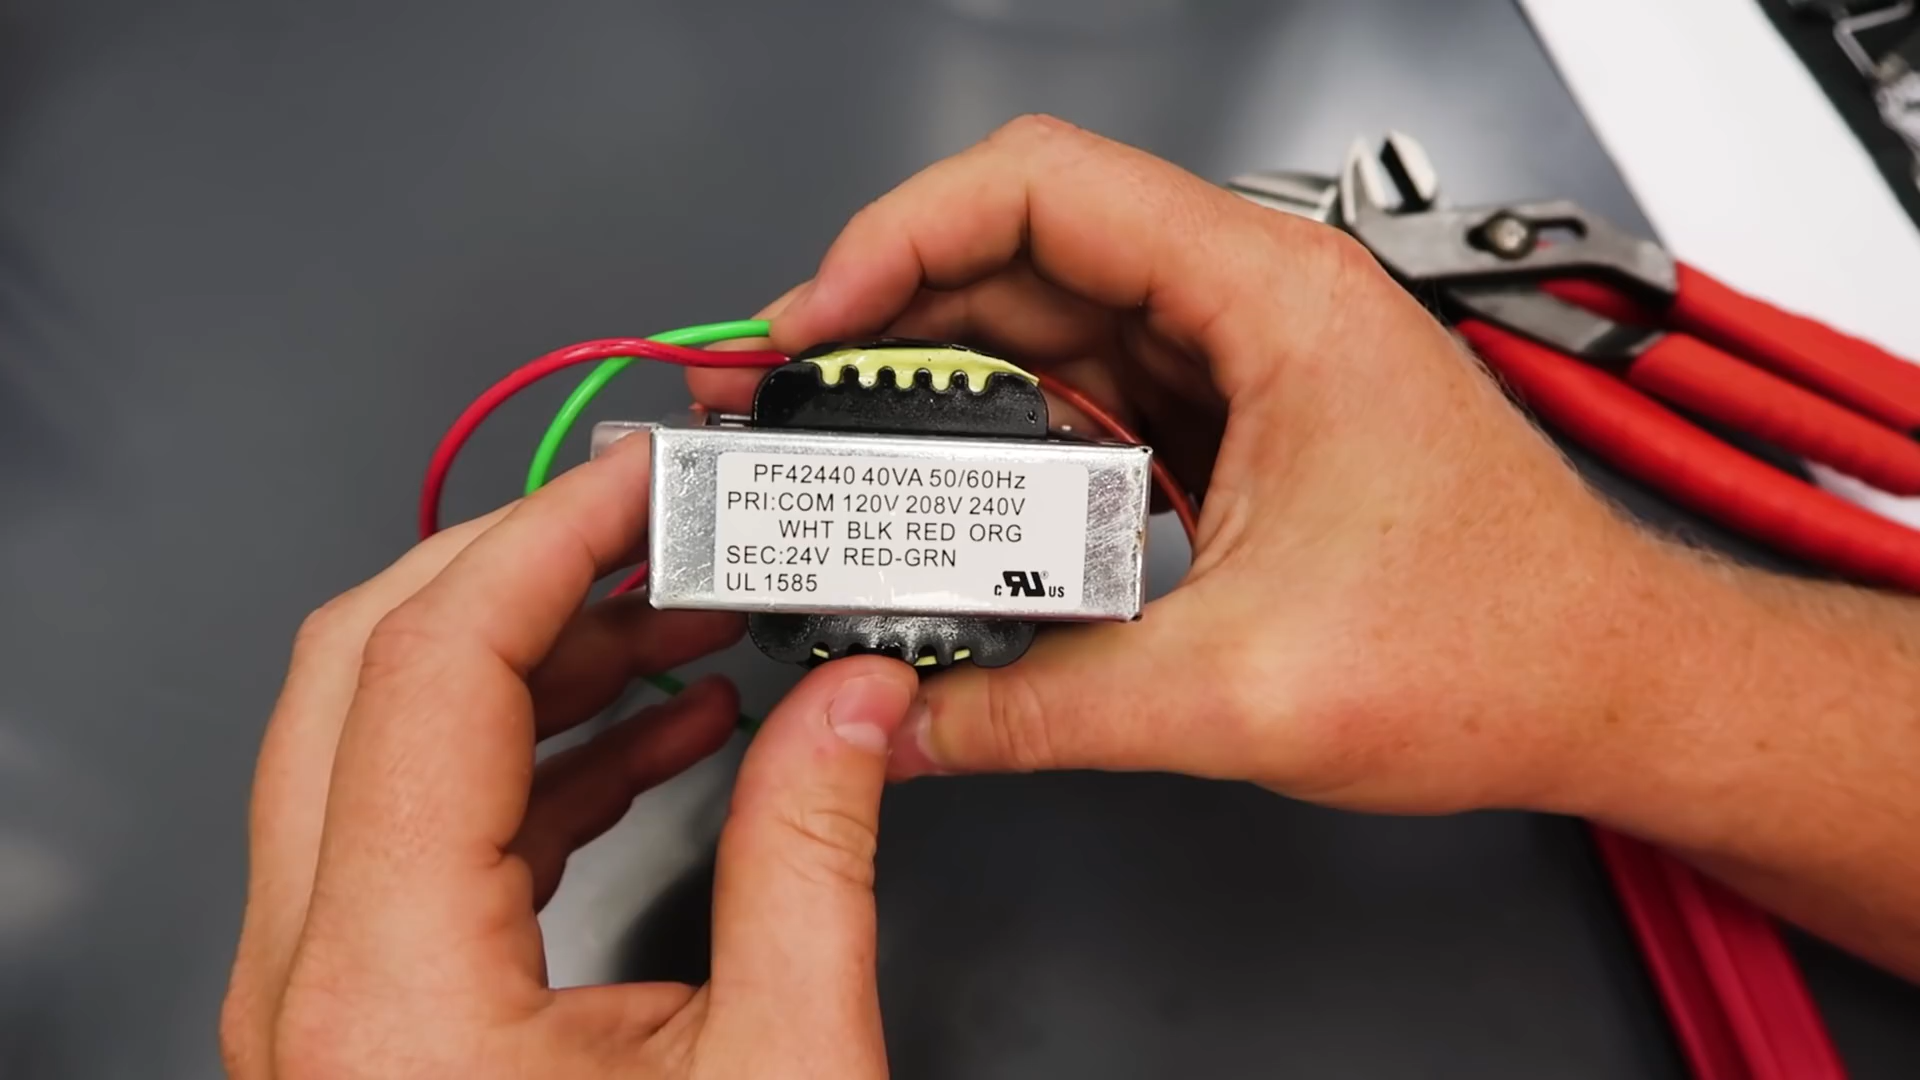 PF42440 40VA 50/60Hz
PRI:COM 120V 208V 240V
WHT BLK RED ORG
SEC:24V RED-GRN
UL 1585
c RU® US